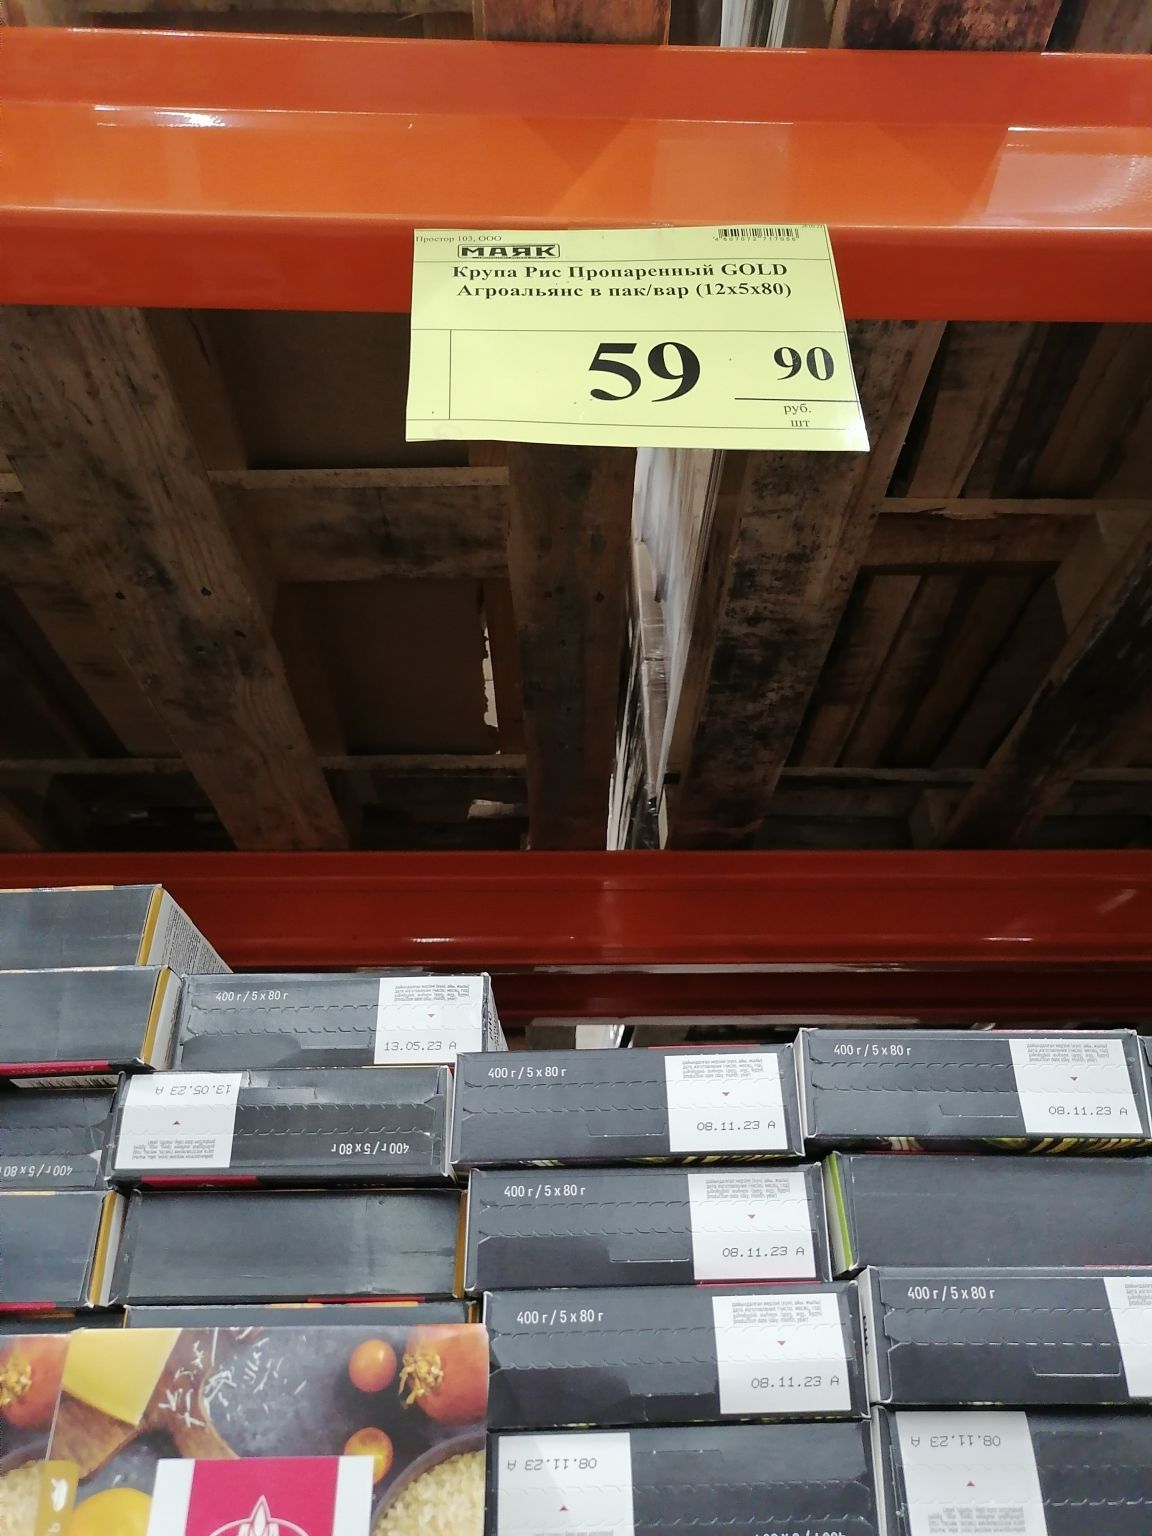 Простор 103, ООО
МАЯК
Крупа Рис Пропаренный GOLD
Агроальянс в пак/вар (12х5х80)
59 90
руб.
шт
400 г / 5 х 80 г
13.05.23 А
13.05.23 А
400 г / 5 х 80 г
400 г / 5 х 80
400 г / 5 х 80 г
08.11.23 А
400 г / 5 х 80 г
08.11.23 А
400 г / 5 х 80 г
08.11.23 А
400 г / 5 х 80 г
08.11.23 А
400 г / 5 х 80 г
08.11.23 А
08.11.23